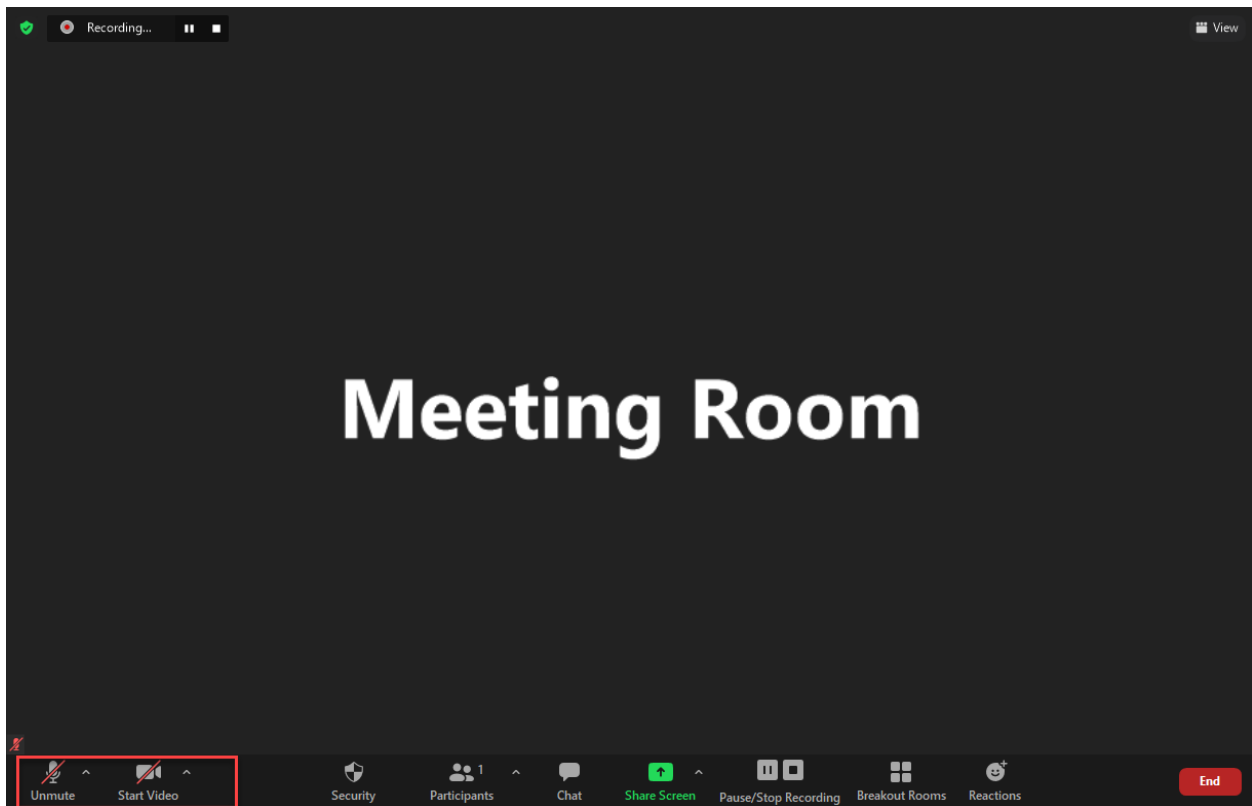 Recording...
View
Meeting Room
1
Unmute Start Video Security Participants Chat Share Screen Pause/Stop Recording Breakout Rooms Reactions End